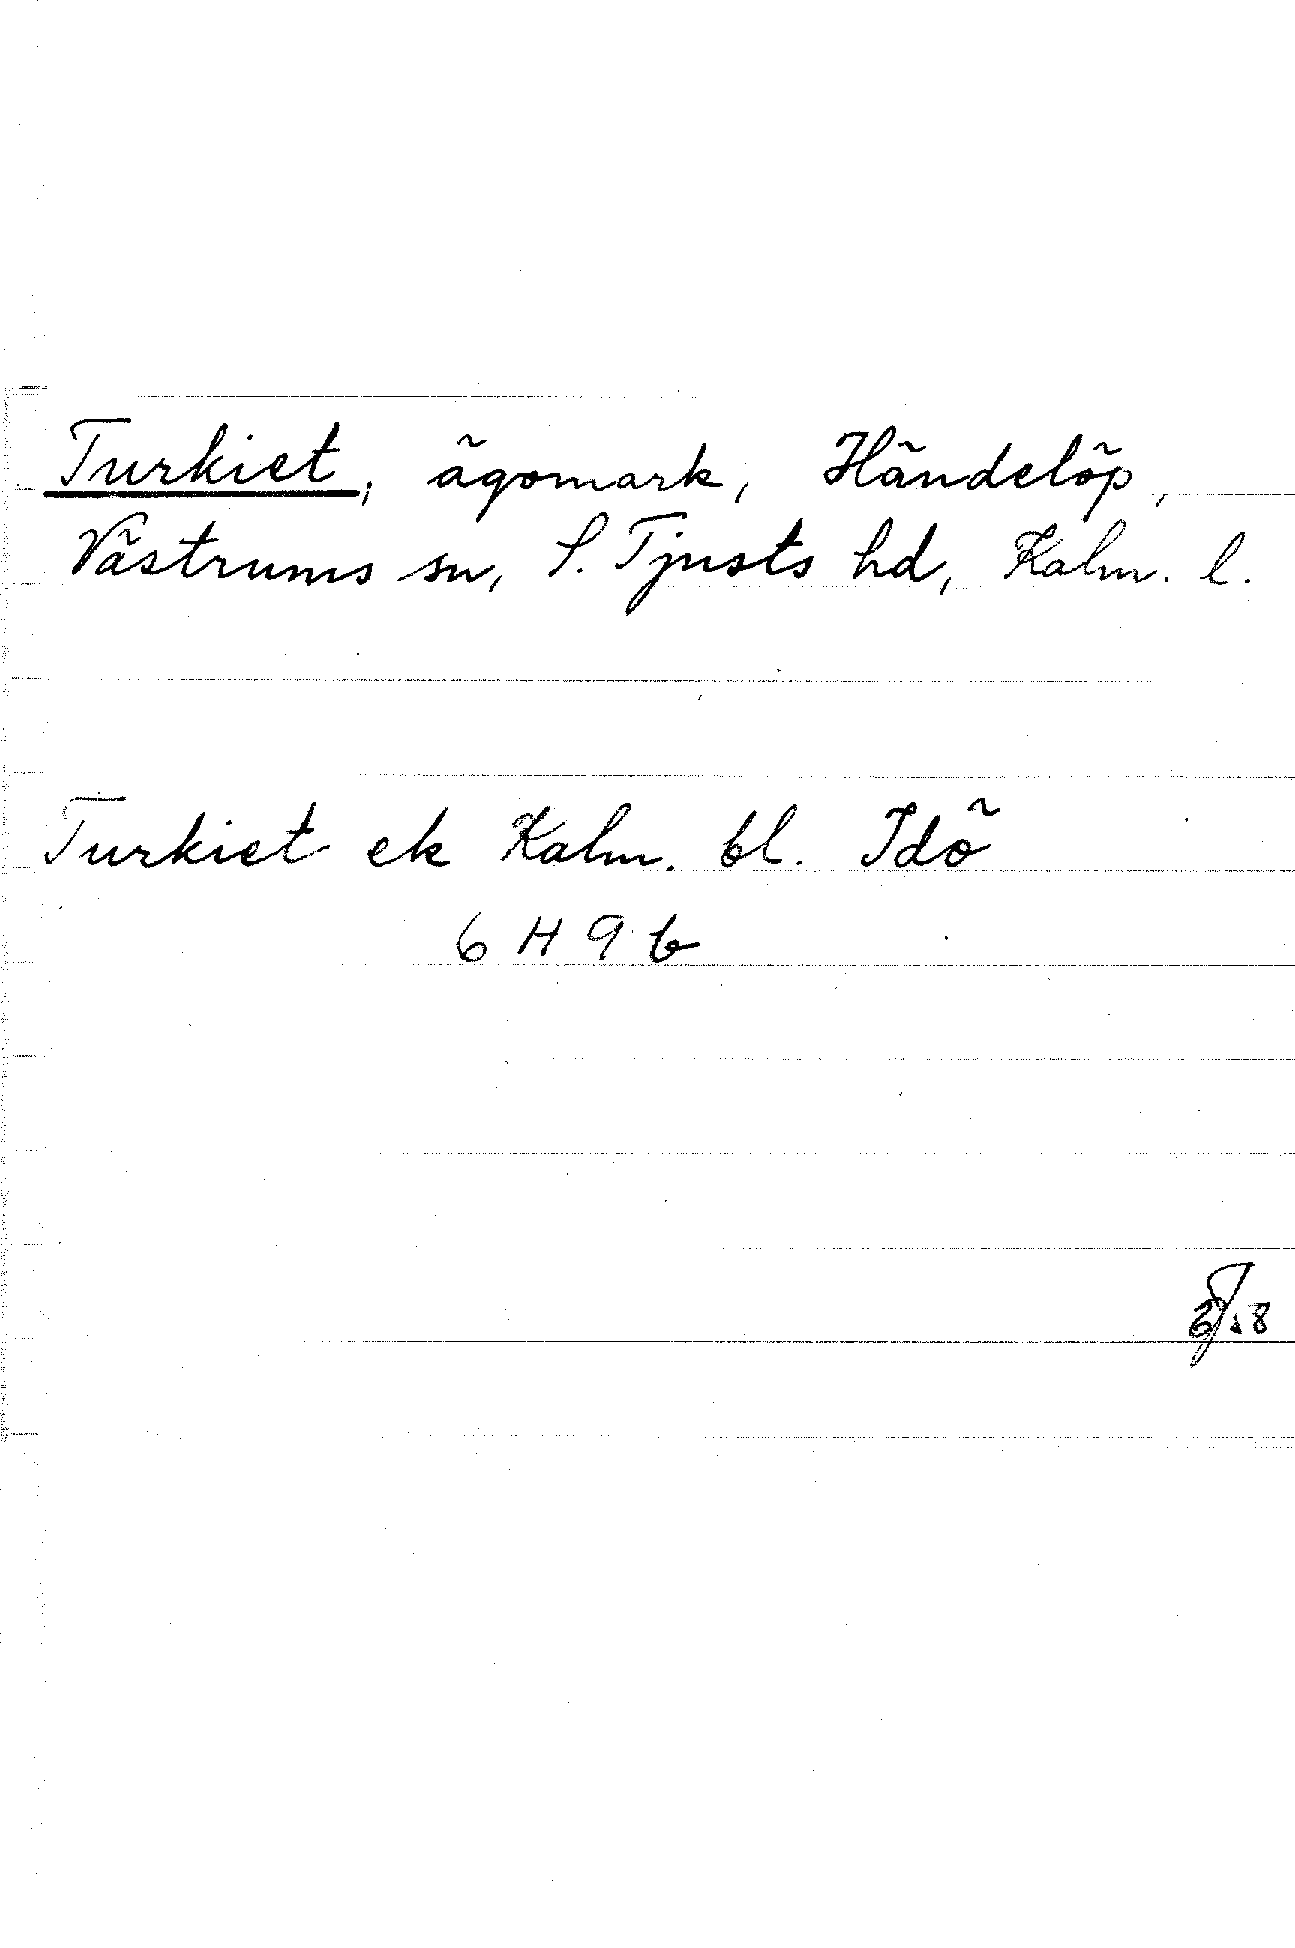 Turkiet, ägomark, Händelöp,
Västrums sn, S. Tjusts hd, Kalm. l.
Turkiet ek Kalm. bl. Idö
6 H 9 b